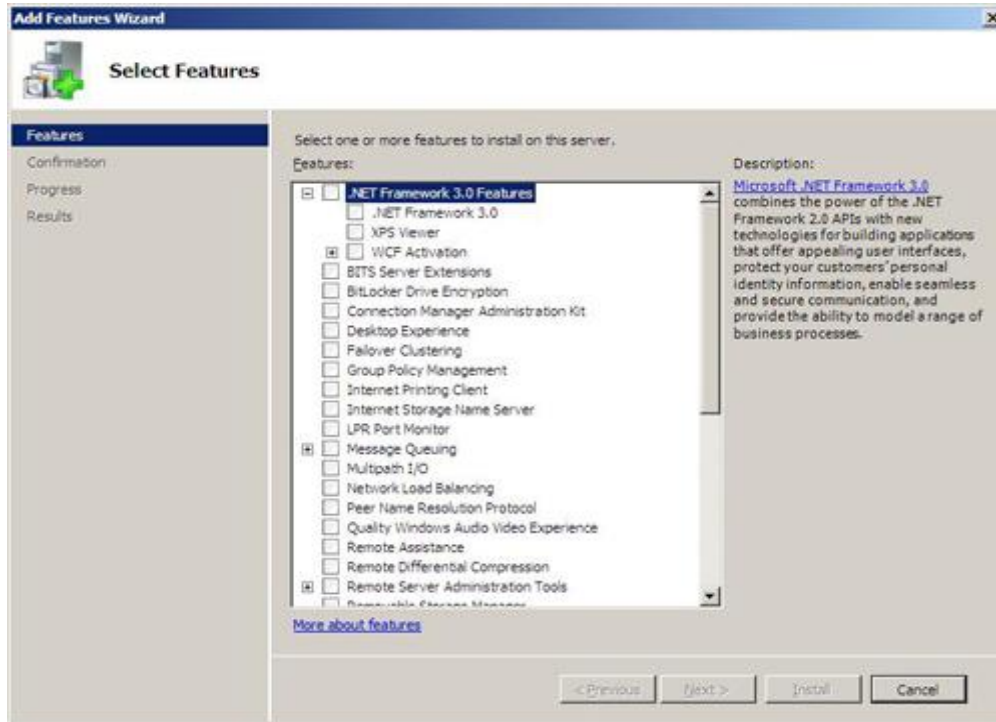 Add Features Wizard
Select Features
Features
Confirmation
Progress
Results
Select one or more features to install on this server.
Features:
.NET Framework 3.0 Features
.NET Framework 3.0
XPS Viewer
WCF Activation
BITS Server Extensions
BitLocker Drive Encryption
Connection Manager Administration Kit
Desktop Experience
Failover Clustering
Group Policy Management
Internet Printing Client
Internet Storage Name Server
LPR Port Monitor
Message Queuing
Multipath I/O
Network Load Balancing
Peer Name Resolution Protocol
Quality Windows Audio Video Experience
Remote Assistance
Remote Differential Compression
Remote Server Administration Tools
Removable Storage Manager
More about features
Description:
Microsoft .NET Framework 3.0
combines the power of the .NET
Framework 2.0 APIs with new
technologies for building applications
that offer appealing user interfaces,
protect your customers' personal
identity information, enable seamless
and secure communication, and
provide the ability to model a range of
business processes.
< Previous
Next >
Install
Cancel